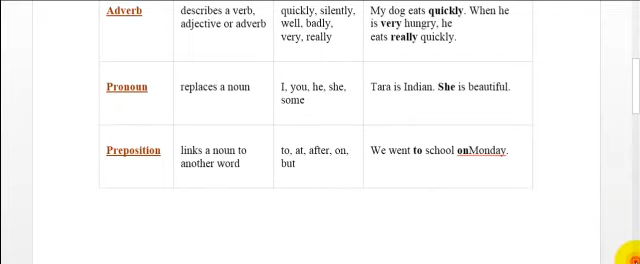 Adverb
describes a verb,
adjective or adverb
quickly, silently,
well, badly,
very, really
My dog eats quickly. When he
is very hungry, he
eats really quickly.
Pronoun
replaces a noun
I, you, he, she,
some
Tara is Indian. She is beautiful.
Preposition
links a noun to
another word
to, at, after, on,
but
We went to school onMonday.